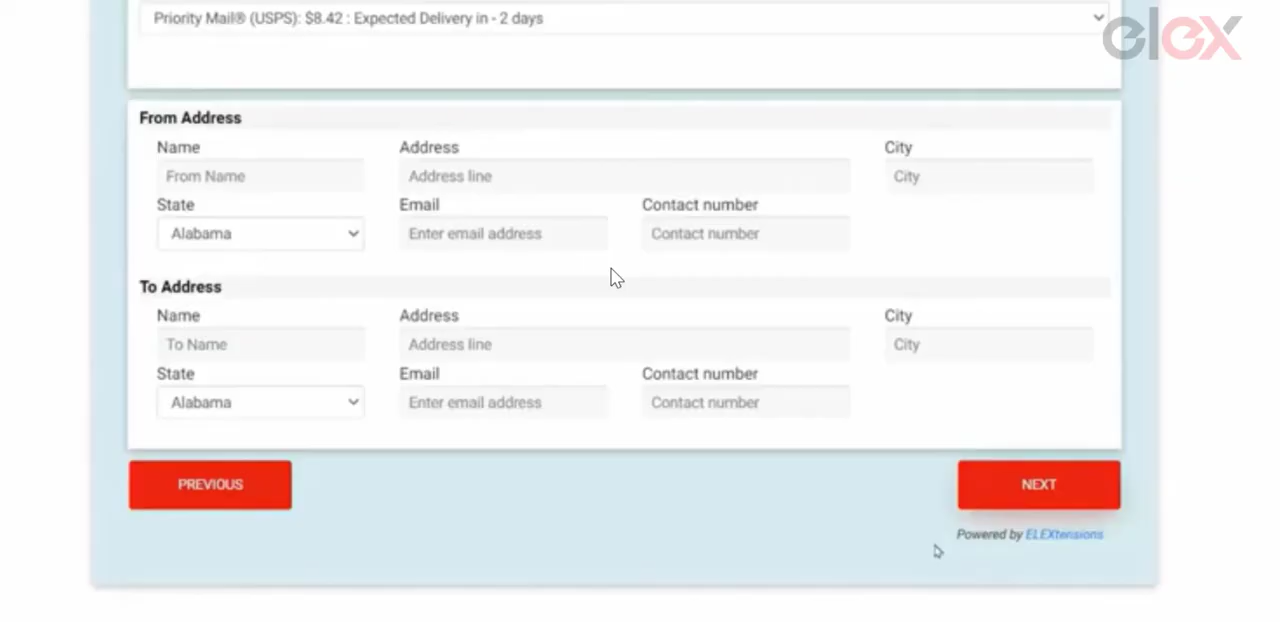 Priority Mail® (USPS): $8.42 : Expected Delivery in - 2 days
elex
From Address
Name Address City
From Name Address line City
State Email Contact number
Alabama Enter email address Contact number
To Address
Name Address City
To Name Address line City
State Email Contact number
Alabama Enter email address Contact number
PREVIOUS NEXT
Powered by ELEXtensions